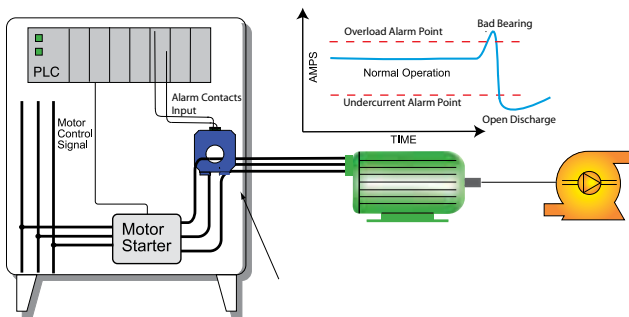 PLC
Motor
Control
Signal
Alarm Contacts
Input
Motor
Starter
AMPS
Overload Alarm Point
Bad Bearing
Normal Operation
Undercurrent Alarm Point
Open Discharge
TIME